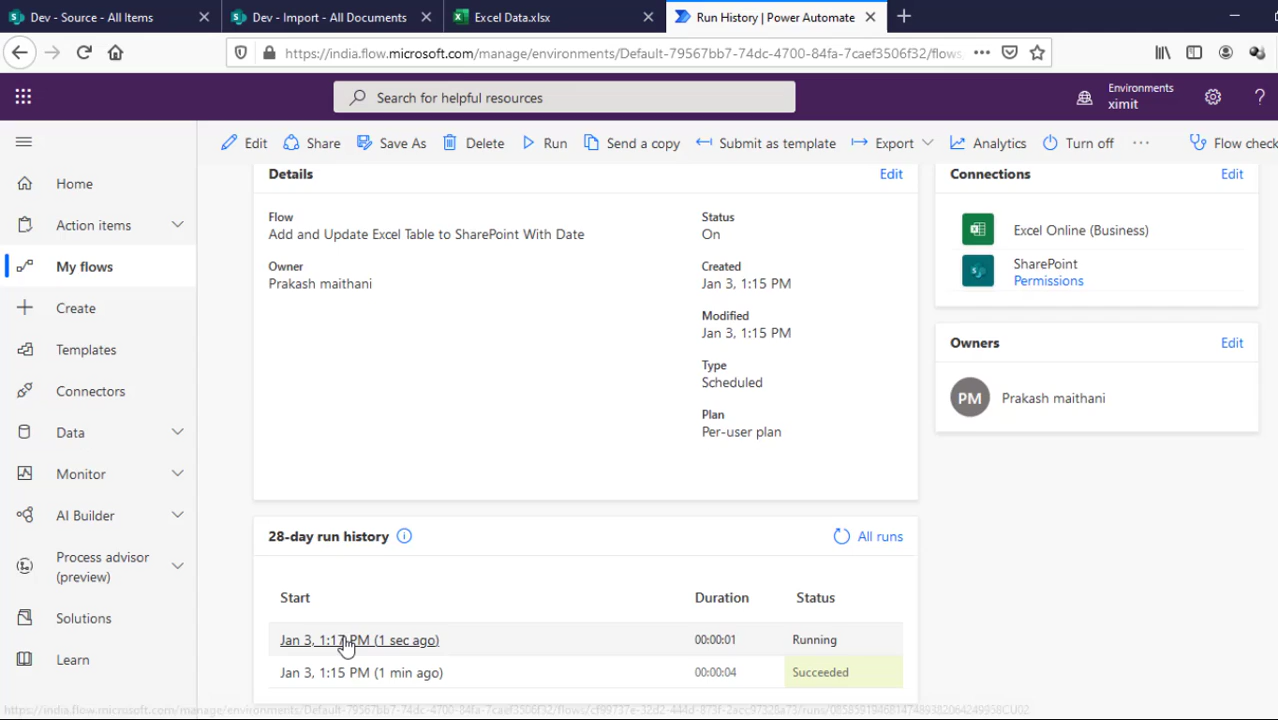 Dev - Source - All Items
Dev - Import - All Documents
Excel Data.xlsx
Run History | Power Automate
https://india.flow.microsoft.com/manage/environments/Default-79567bb7-74dc-4700-84fa-7caef3506f32/flows
Search for helpful resources
Environments
ximit
Edit
Share
Save As
Delete
Run
Send a copy
Submit as template
Export
Analytics
Turn off
Flow check
Home
Action items
My flows
Create
Templates
Connectors
Data
Monitor
AI Builder
Process advisor
(preview)
Solutions
Learn
Details
Edit
Flow
Add and Update Excel Table to SharePoint With Date
Owner
Prakash maithani
Status
On
Created
Jan 3, 1:15 PM
Modified
Jan 3, 1:15 PM
Type
Scheduled
Plan
Per-user plan
Connections
Edit
Excel Online (Business)
SharePoint
Permissions
Owners
Edit
PM
Prakash maithani
28-day run history
All runs
Start
Duration
Status
Jan 3, 1:17 PM (1 sec ago)
00:00:01
Running
Jan 3, 1:15 PM (1 min ago)
00:00:04
Succeeded